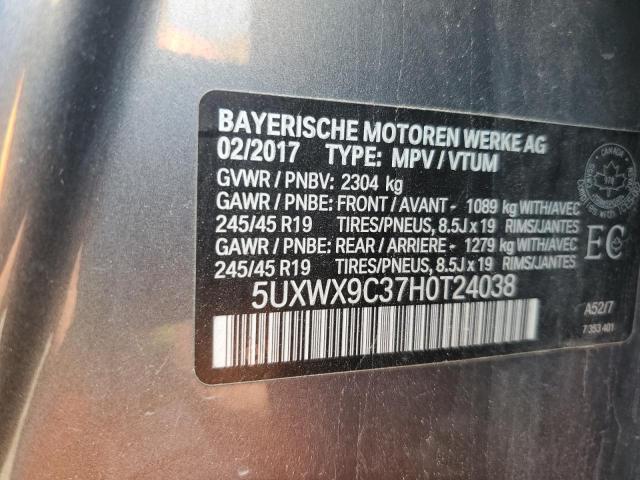 BAYERISCHE MOTOREN WERKE AG
02/2017 TYPE: MPV / VTUM
GVWR / PNBV: 2304 kg
GAWR / PNBE: FRONT / AVANT - 1089 kg WITH/AVEC
245/45 R19 TIRES/PNEUS, 8.5J x 19 RIMS/JANTES
GAWR / PNBE: REAR / ARRIERE - 1279 kg WITH/AVEC
245/45 R19 TIRES/PNEUS, 8.5J x 19 RIMS/JANTES
5UXWX9C37H0T24038
CANADA
EC
A52/7
7 353 401